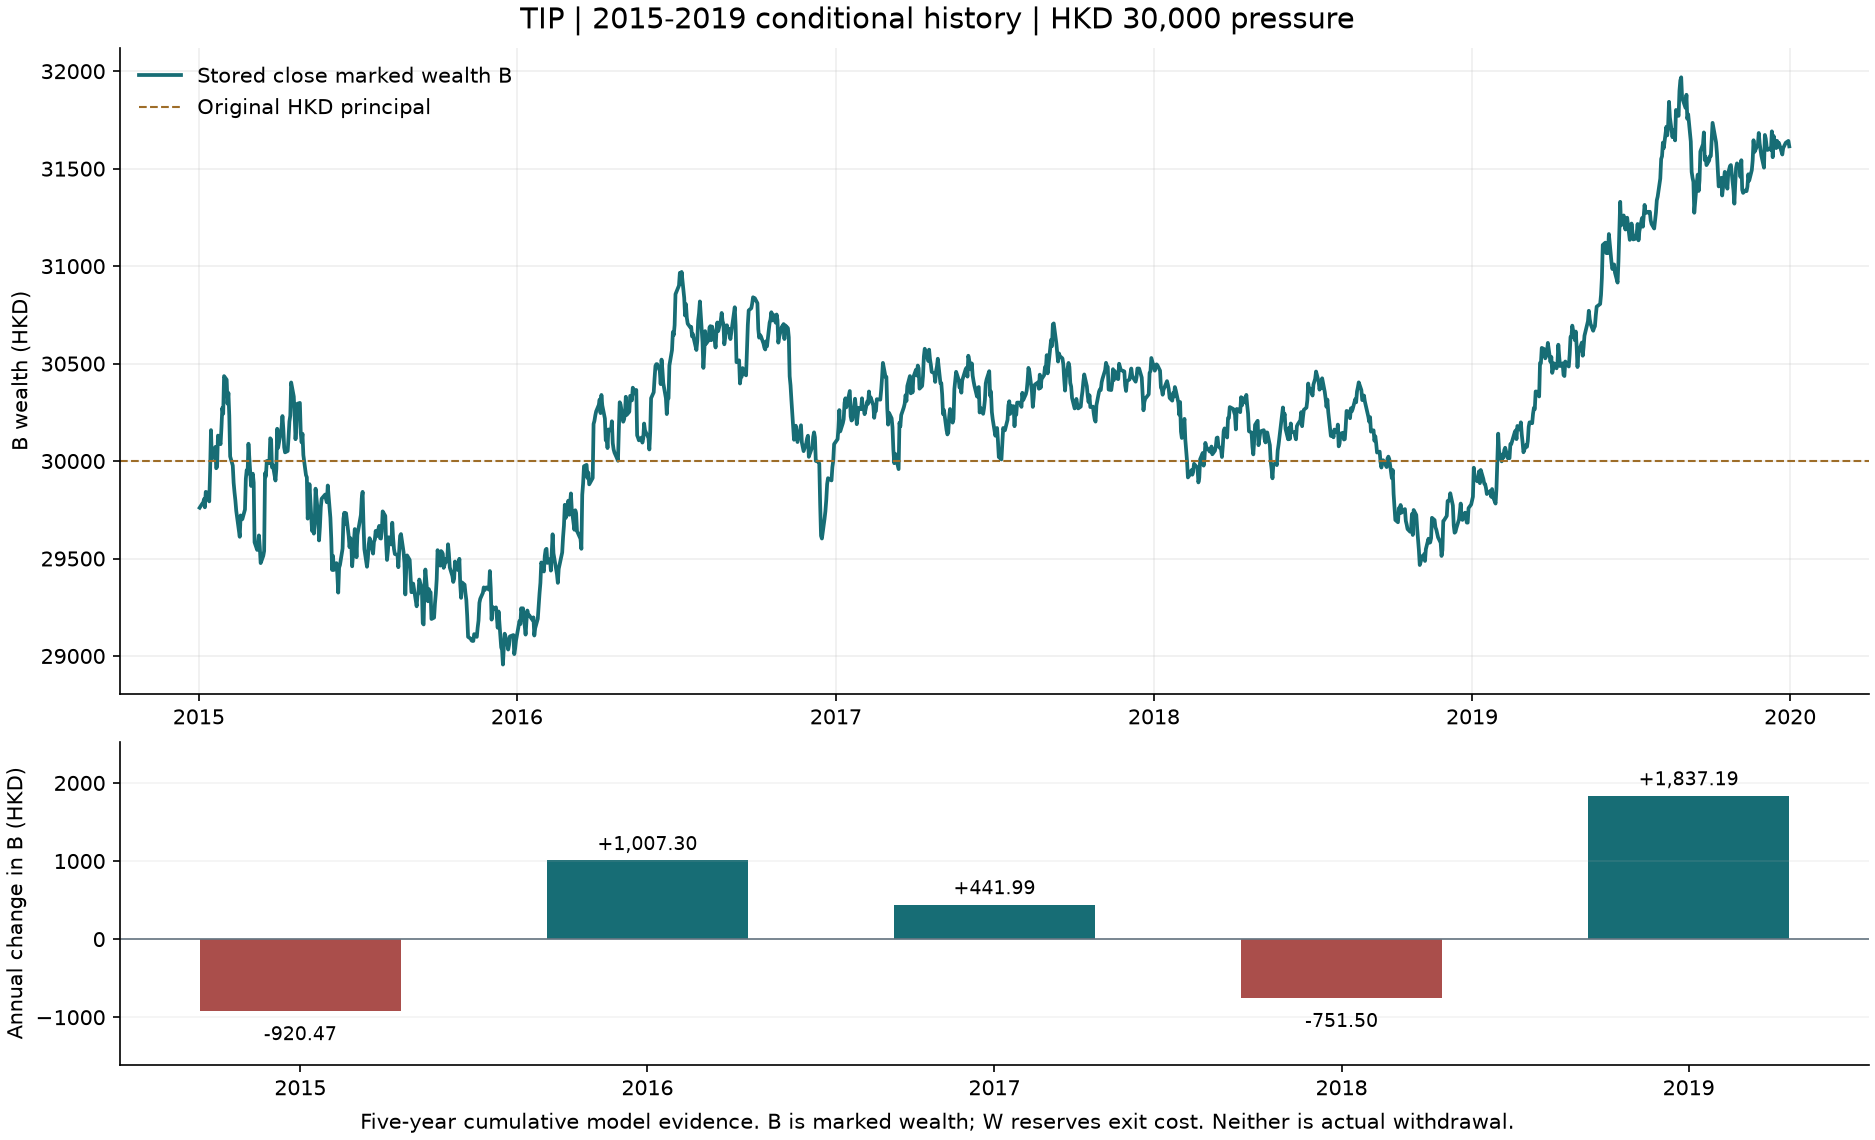 TIP | 2015-2019 conditional history | HKD 30,000 pressure
Stored close marked wealth B
Original HKD principal
B wealth (HKD)
32000
31500
31000
30500
30000
29500
29000
2015 2016 2017 2018 2019 2020
Annual change in B (HKD)
2000
1000
0
−1000
-920.47
+1,007.30
+441.99
-751.50
+1,837.19
2015 2016 2017 2018 2019
Five-year cumulative model evidence. B is marked wealth; W reserves exit cost. Neither is actual withdrawal.